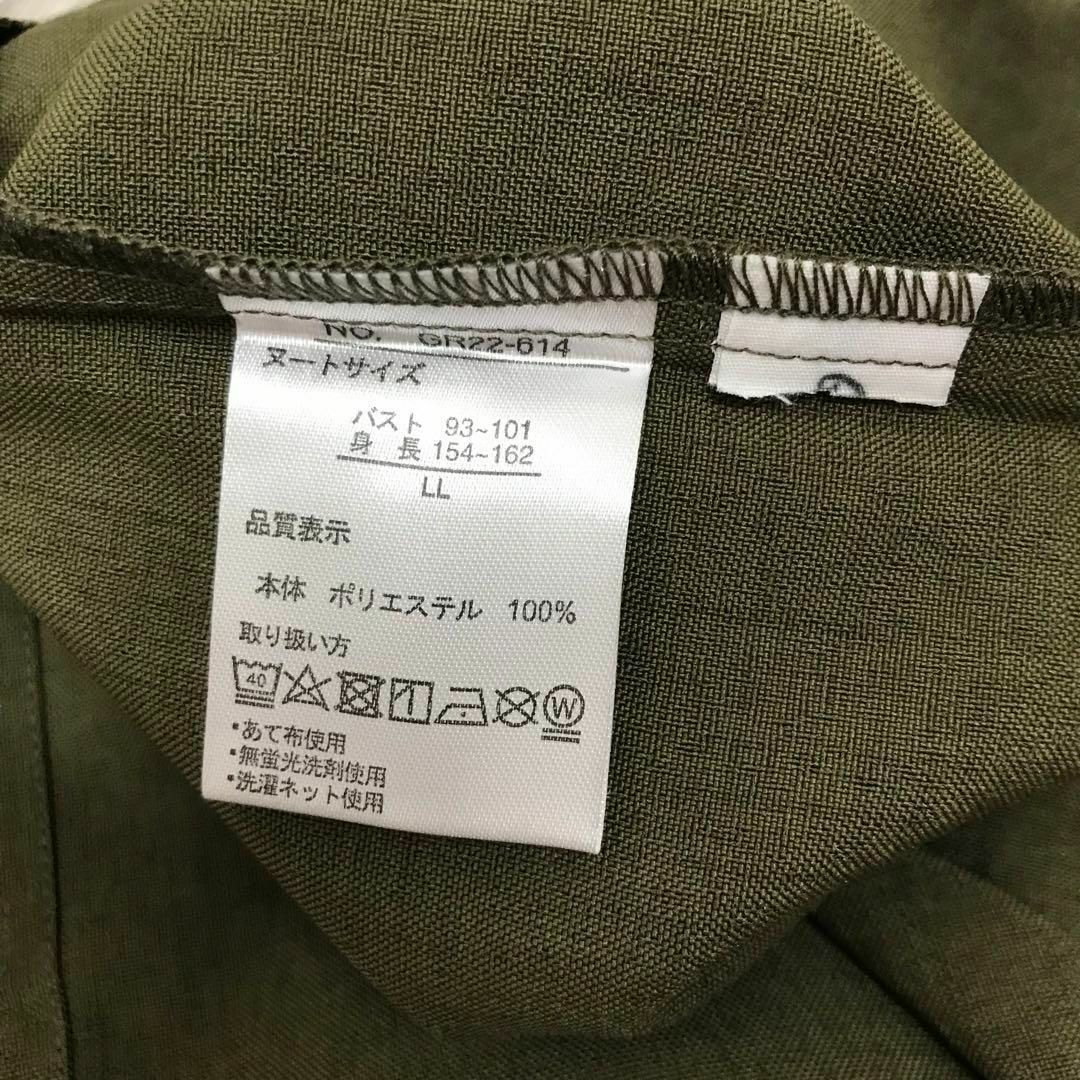 NO. GR22-614
ヌートサイズ
バスト 93~101
身 長 154~162
LL
品質表示
本体 ポリエステル 100%
取り扱い方
40 W
・あて布使用
・無蛍光洗剤使用
・洗濯ネット使用